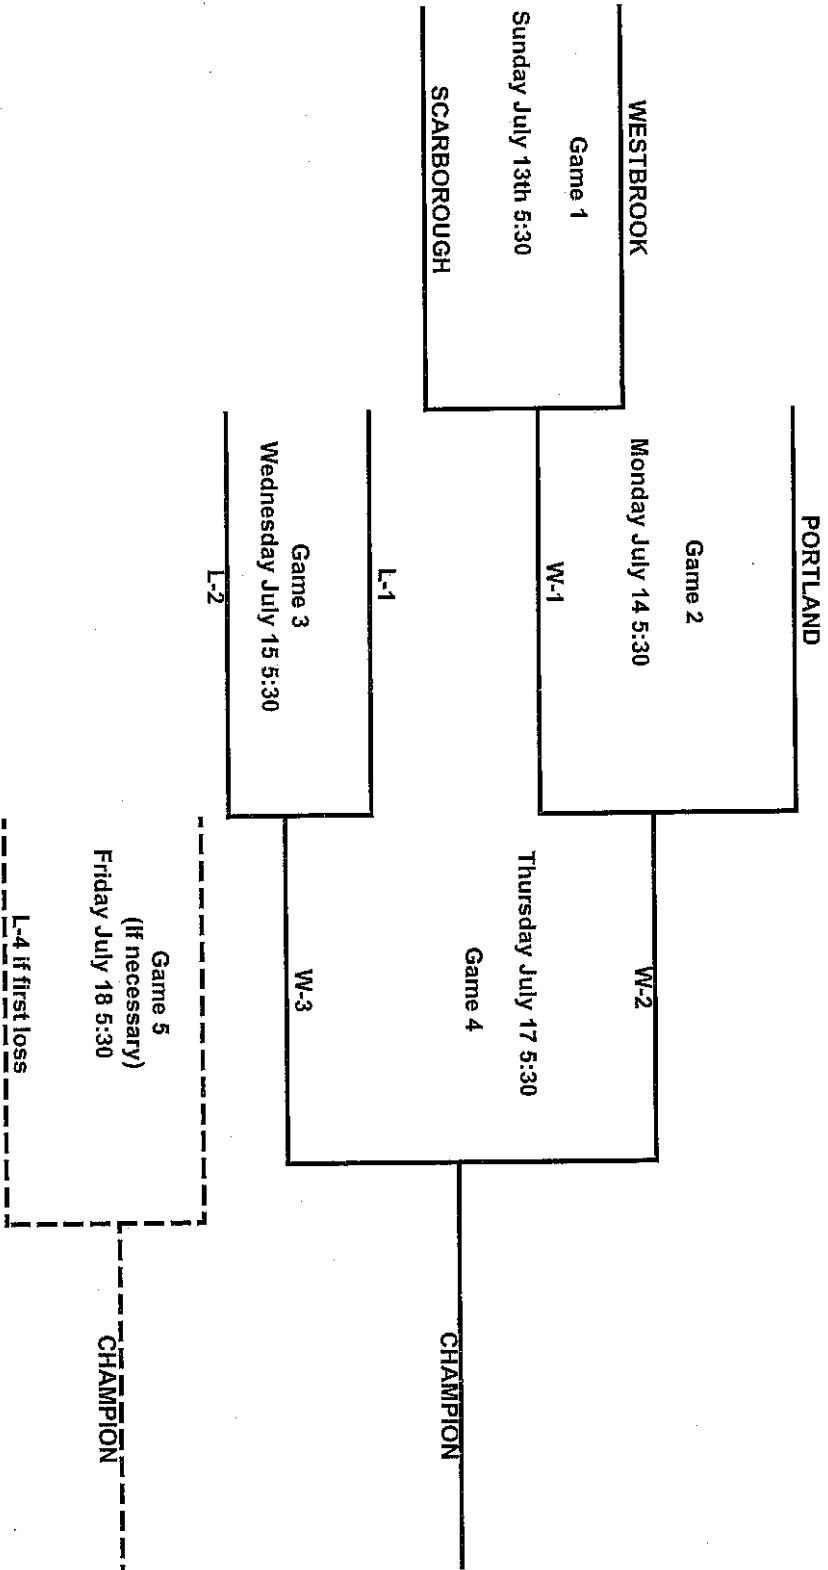 PORTLAND
WESTBROOK
Game 2
Game 1
Monday July 14 5:30
W-2
Sunday July 13th 5:30
W-1
Thursday July 17 5:30
Game 4
SCARBOROUGH
CHAMPION
L-1
W-3
Game 3
Wednesday July 15 5:30
L-2
Game 5
(If necessary)
Friday July 18 5:30
CHAMPION
L-4 if first loss